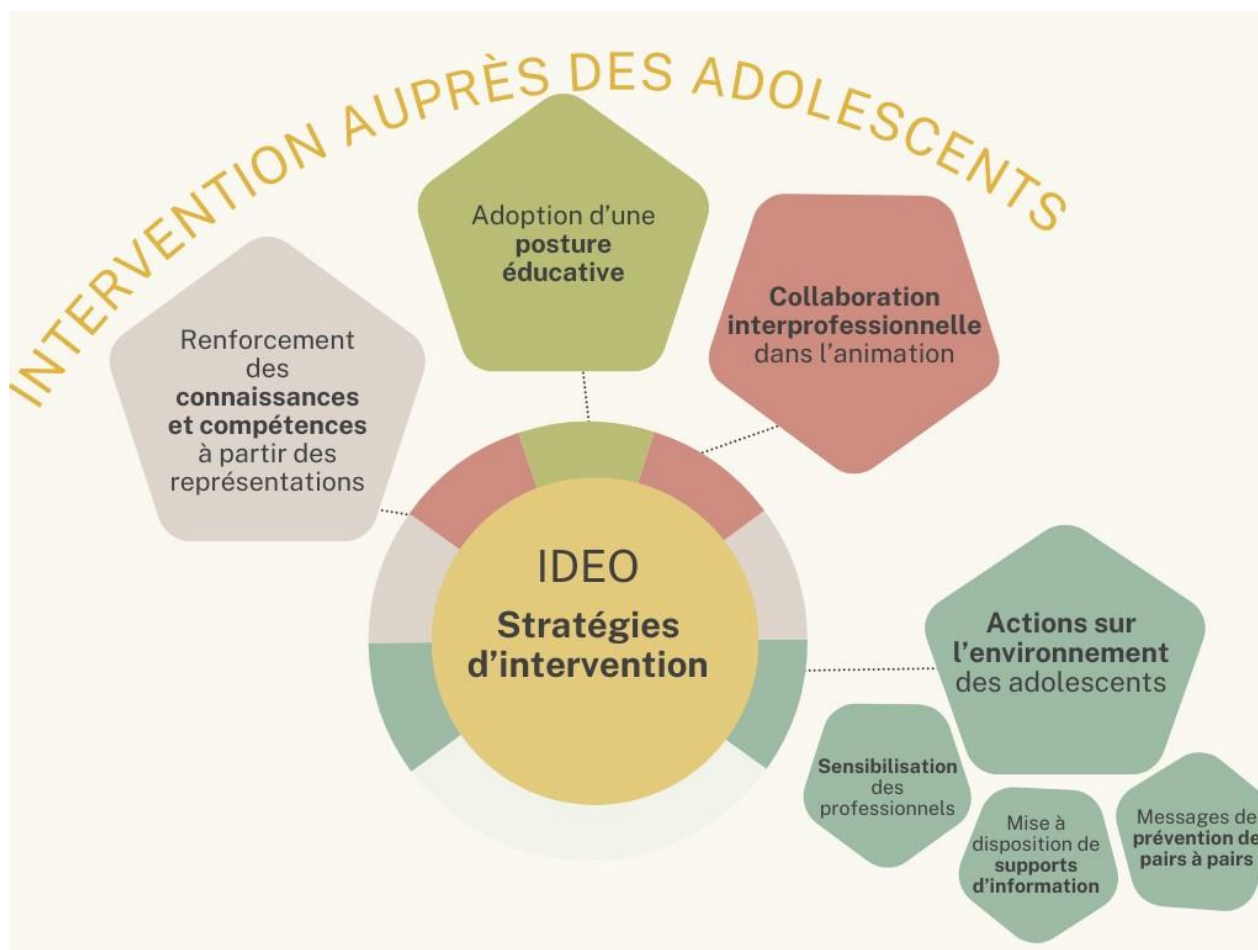 INTERVENTION AUPRÈS DES ADOLESCENTS
Adoption d’une
posture
éducative
Collaboration
interprofessionnelle
dans l’animation
Renforcement
des
connaissances
et compétences
à partir des
représentations
IDEO
Stratégies
d’intervention
Actions sur
l’environnement
des adolescents
Sensibilisation
des
professionnels
Mise à
disposition de
supports
d’information
Messages de
prévention de
pairs à pairs